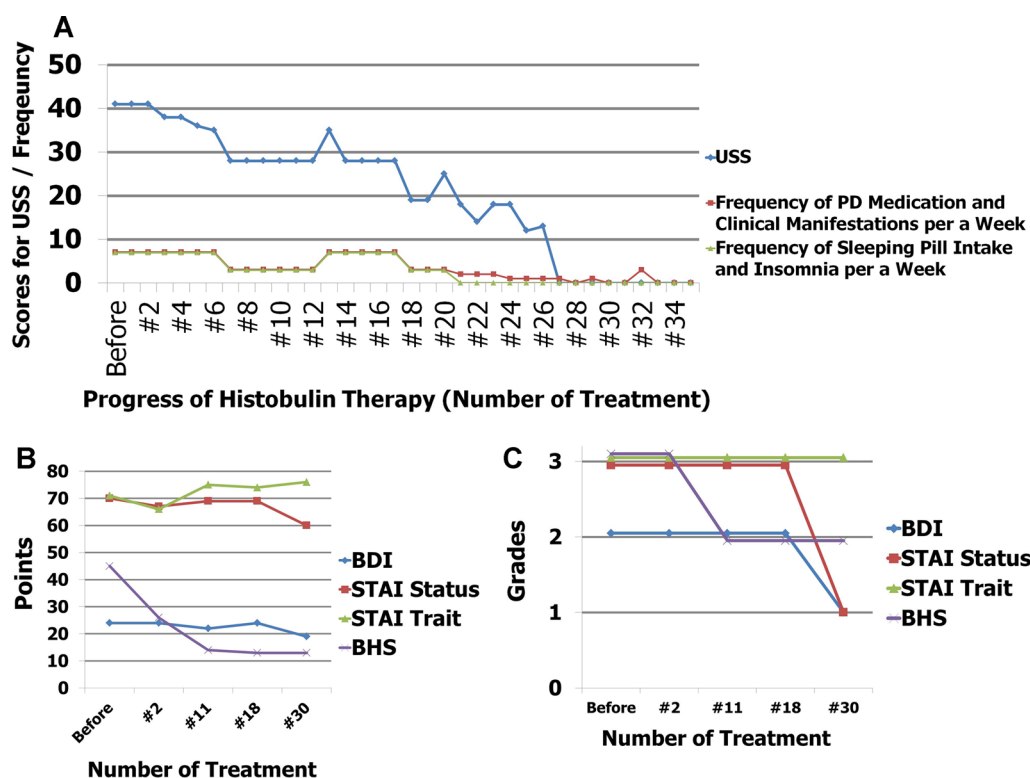 A
Scores for USS / Freqeuncy
50
40
30
20
10
0
Before
#2
#4
#6
#8
#10
#12
#14
#16
#18
#20
#22
#24
#26
#28
#30
#32
#34
Progress of Histobulin Therapy (Number of Treatment)
USS
Frequency of PD Medication and
Clinical Manifestations per a Week
Frequency of Sleeping Pill Intake
and Insomnia per a Week
B
Points
80
70
60
50
40
30
20
10
0
Before
#2
#11
#18
#30
Number of Treatment
BDI
STAI Status
STAI Trait
BHS
C
Grades
3
2
1
0
Before
#2
#11
#18
#30
Number of Treatment
BDI
STAI Status
STAI Trait
BHS